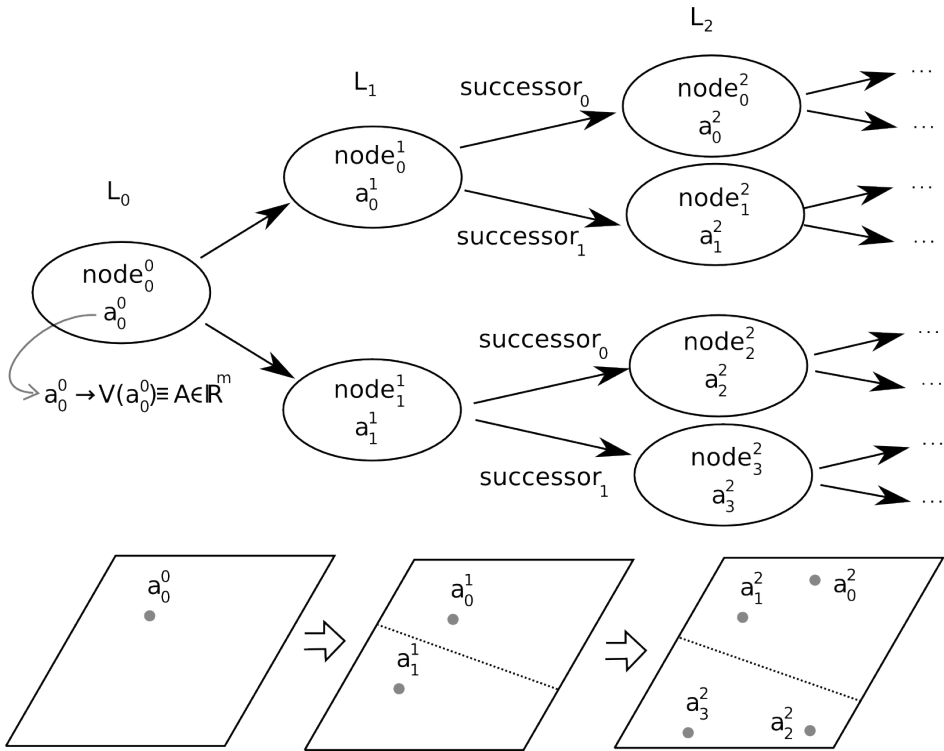 L₂
L₁
L₀
successor₀
node₀²
a₀²
...
...
node₀¹
a₀¹
successor₁
node₁²
a₁²
...
...
node₀⁰
a₀⁰
a₀⁰ → V(a₀⁰) ≡ A∈ℝᵐ
node₁¹
a₁¹
successor₀
node₂²
a₂²
...
...
successor₁
node₃²
a₃²
...
...
a₀⁰
a₀¹
a₁¹
a₁²
a₀²
a₃²
a₂²